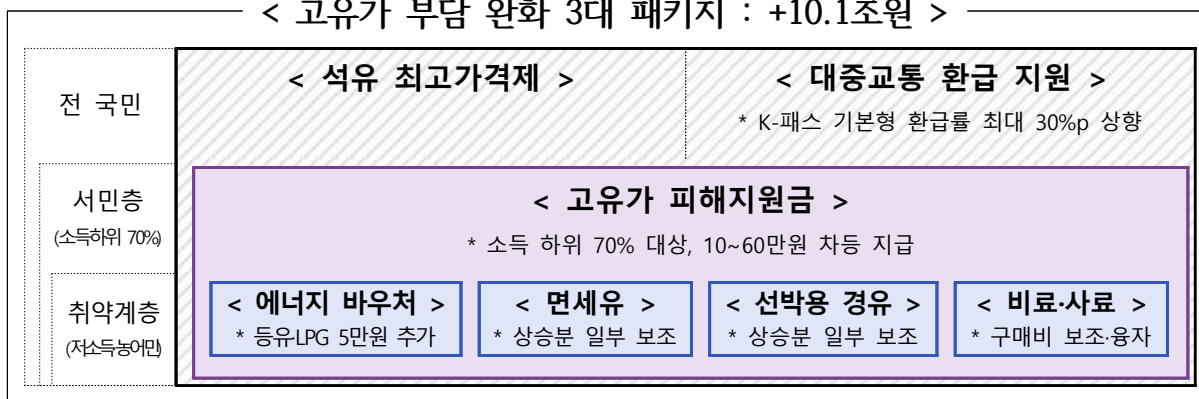 < 고유가 부담 완화 3대 패키지 : +10.1조원 >
전 국민
< 석유 최고가격제 >
< 대중교통 환급 지원 >
* K-패스 기본형 환급률 최대 30%p 상향
서민층
(소득하위 70%)
< 고유가 피해지원금 >
* 소득 하위 70% 대상, 10~60만원 차등 지급
취약계층
(저소득농어민)
< 에너지 바우처 >
* 등유·LPG 5만원 추가
< 면세유 >
* 상승분 일부 보조
< 선박용 경유 >
* 상승분 일부 보조
< 비료·사료 >
* 구매비 보조·융자